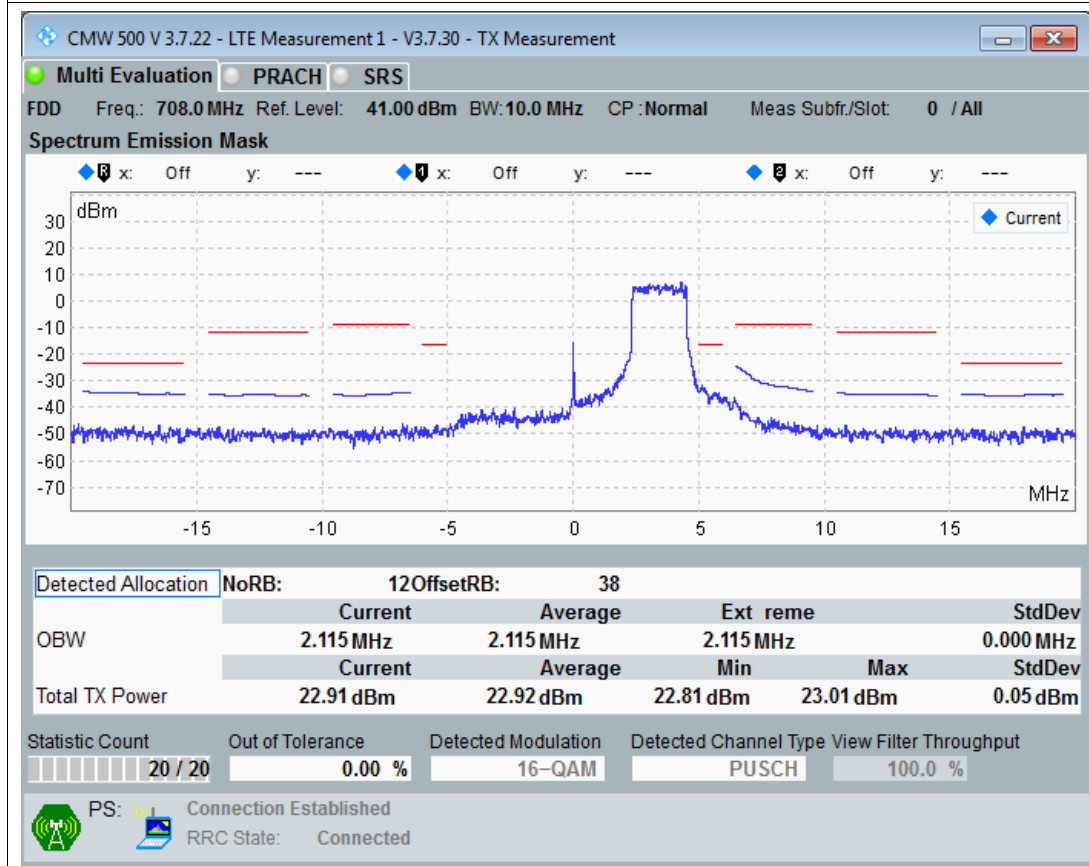 CMW 500 V 3.7.22 - LTE Measurement 1 - V3.7.30 - TX Measurement
Multi Evaluation PRACH SRS
FDD Freq.: 708.0 MHz Ref. Level: 41.00 dBm BW: 10.0 MHz CP : Normal Meas Subfr./Slot: 0 / All
Spectrum Emission Mask
R x: Off y: --- 1 x: Off y: --- 2 x: Off y: ---
dBm
Current
30
20
10
0
-10
-20
-30
-40
-50
-60
-70
MHz
-15 -10 -5 0 5 10 15
Detected Allocation NoRB: 12 OffsetRB: 38
Current Average Ext reme StdDev
OBW 2.115 MHz 2.115 MHz 2.115 MHz 0.000 MHz
Current Average Min Max StdDev
Total TX Power 22.91 dBm 22.92 dBm 22.81 dBm 23.01 dBm 0.05 dBm
Statistic Count Out of Tolerance Detected Modulation Detected Channel Type View Filter Throughput
20 / 20 0.00 % 16-QAM PUSCH 100.0 %
PS: Connection Established
RRC State: Connected